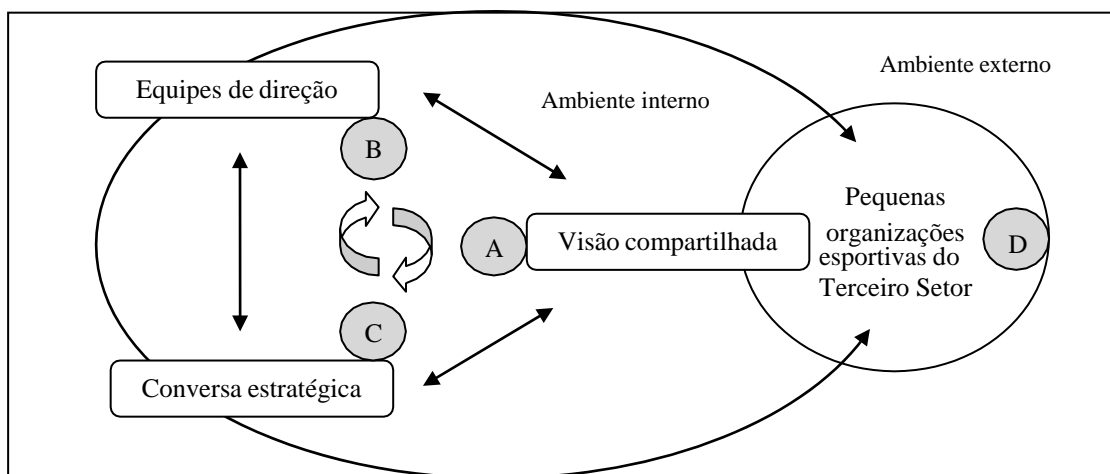 Ambiente externo
Equipes de direção
Ambiente interno
B
Pequenas
organizações
esportivas do
Terceiro Setor
A
Visão compartilhada
D
C
Conversa estratégica